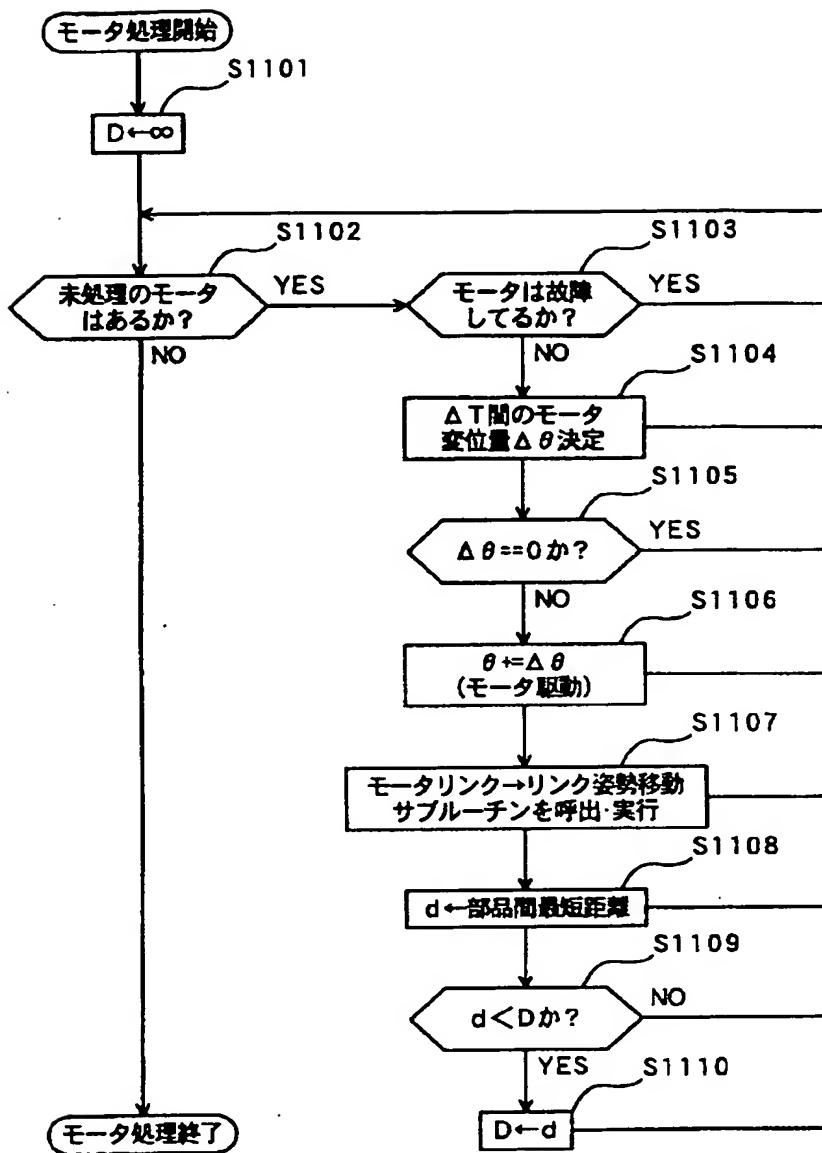 モータ処理開始
S1101
D←∞
S1102
未処理のモータ
はあるか?
YES
NO
S1103
モータは故障
してるか?
YES
NO
S1104
ΔT間のモータ
変位量Δθ決定
S1105
Δθ==0か?
YES
NO
S1106
θ+=Δθ
(モータ駆動)
S1107
モータリンク→リンク姿勢移動
サブルーチンを呼出・実行
S1108
d←部品間最短距離
S1109
d<Dか?
NO
YES
S1110
D←d
モータ処理終了